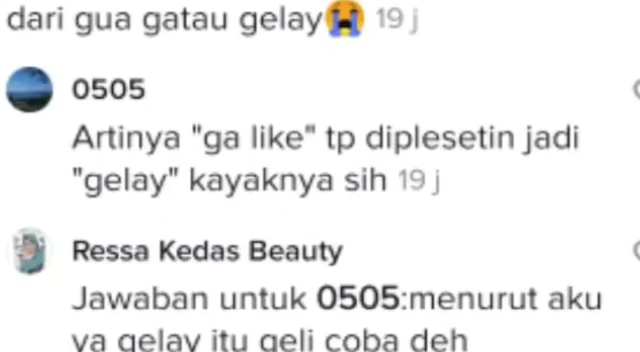 dari gua gatau gelay😭 19 j
0505
Artinya "ga like" tp diplesetin jadi
"gelay" kayaknya sih 19 j
Ressa Kedas Beauty
Jawaban untuk 0505:menurut aku
ya gelay itu geli coba deh